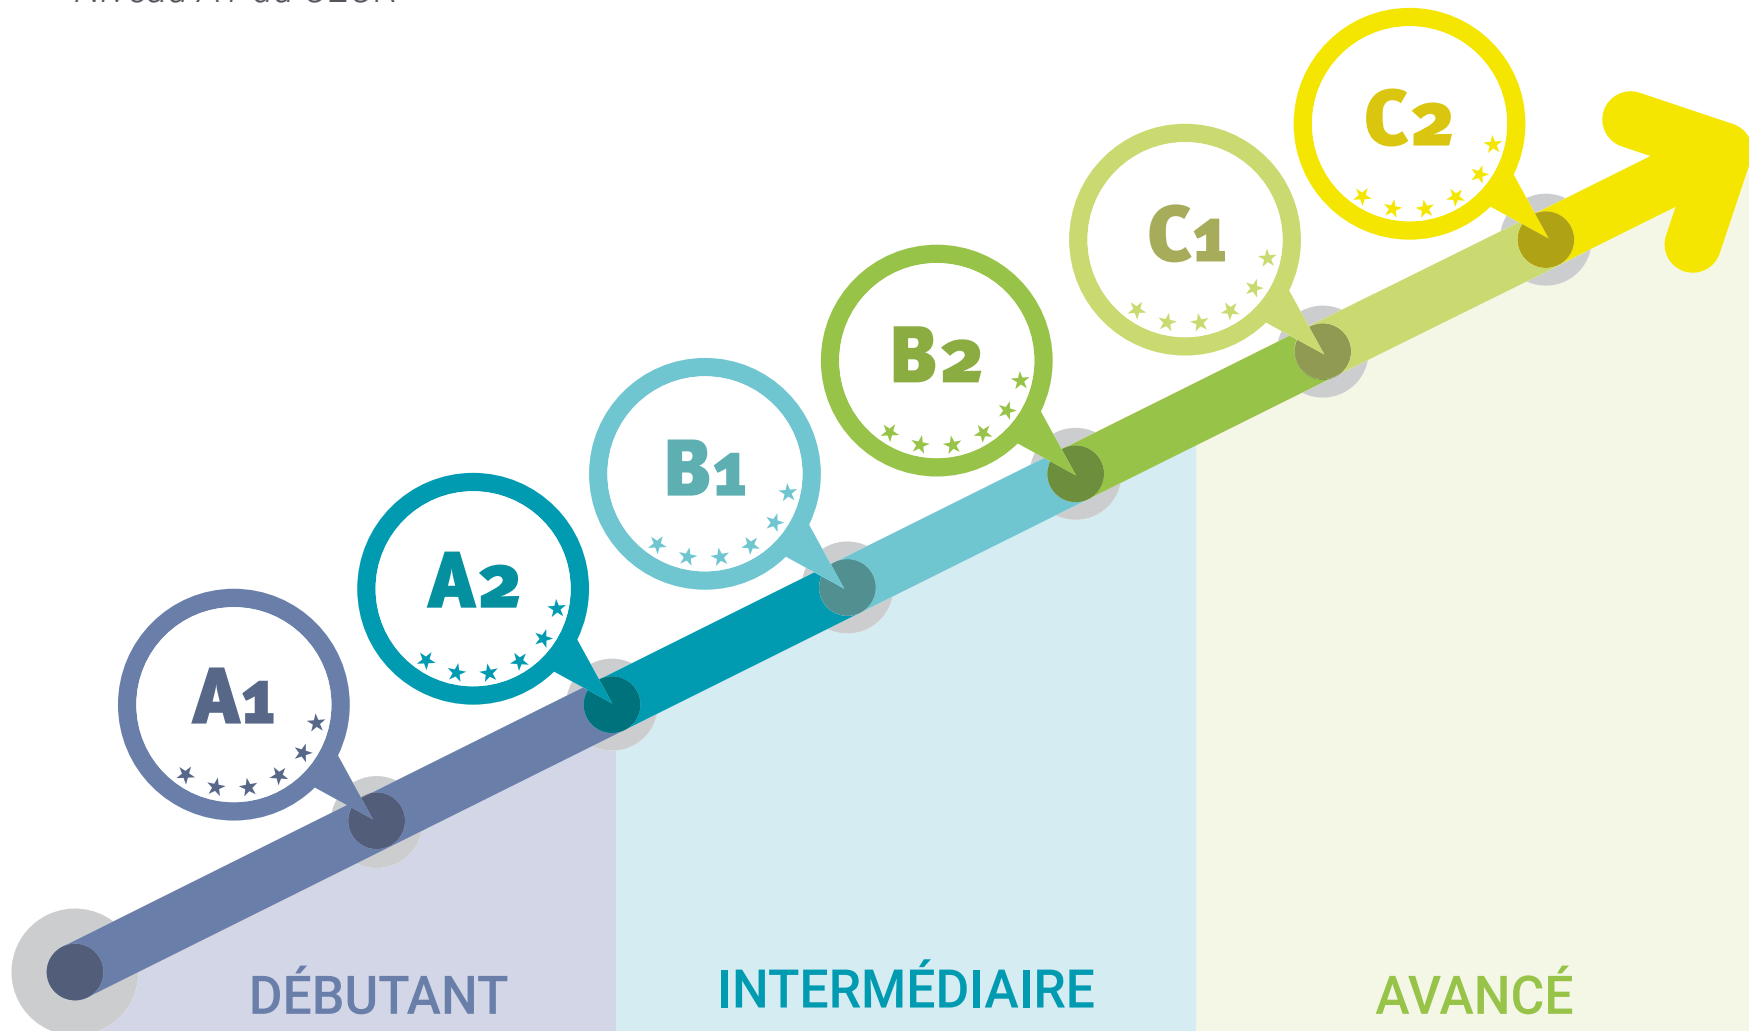 A1
A2
B1
B2
C1
C2
DÉBUTANT
INTERMÉDIAIRE
AVANCÉ